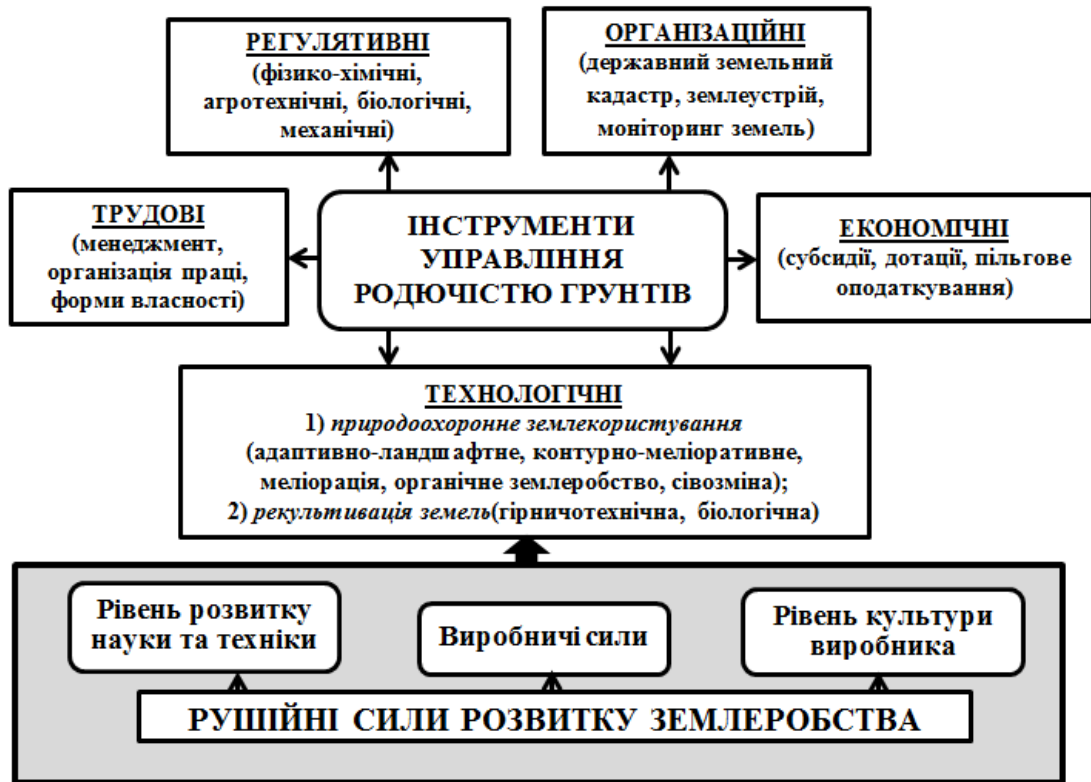 РЕГУЛЯТИВНІ
(фізико-хімічні,
агротехнічні, біологічні,
механічні)
ОРГАНІЗАЦІЙНІ
(державний земельний
кадастр, землеустрій,
моніторинг земель)
ТРУДОВІ
(менеджмент,
організація праці,
форми власності)
ІНСТРУМЕНТИ
УПРАВЛІННЯ
РОДЮЧІСТЮ ГРУНТІВ
ЕКОНОМІЧНІ
(субсидії, дотації, пільгове
оподаткування)
ТЕХНОЛОГІЧНІ
1) природоохоронне землекористування
(адаптивно-ландшафтне, контурно-меліоративне,
меліорація, органічне землеробство, сівозміна);
2) рекультивація земель(гірничотехнічна, біологічна)
Рівень розвитку
науки та техніки
Виробничі сили
Рівень культури
виробника
РУШІЙНІ СИЛИ РОЗВИТКУ ЗЕМЛЕРОБСТВА